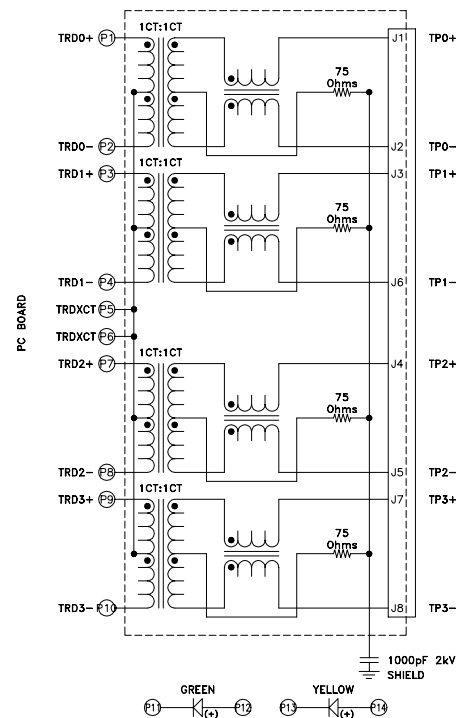 1CT:1CT
TRD0+ P1 J1 TP0+
75
Ohms
TRD0- P2 J2 TP0-
1CT:1CT
TRD1+ P3 J3 TP1+
75
Ohms
TRD1- P4 J6 TP1-
TRDXCT P5
TRDXCT P6
PC BOARD
1CT:1CT
TRD2+ P7 J4 TP2+
75
Ohms
TRD2- P8 J5 TP2-
1CT:1CT
TRD3+ P9 J7 TP3+
75
Ohms
TRD3- P10 J8 TP3-
1000pF 2kV
SHIELD
GREEN
P11 (+) P12
YELLOW
P13 (+) P14